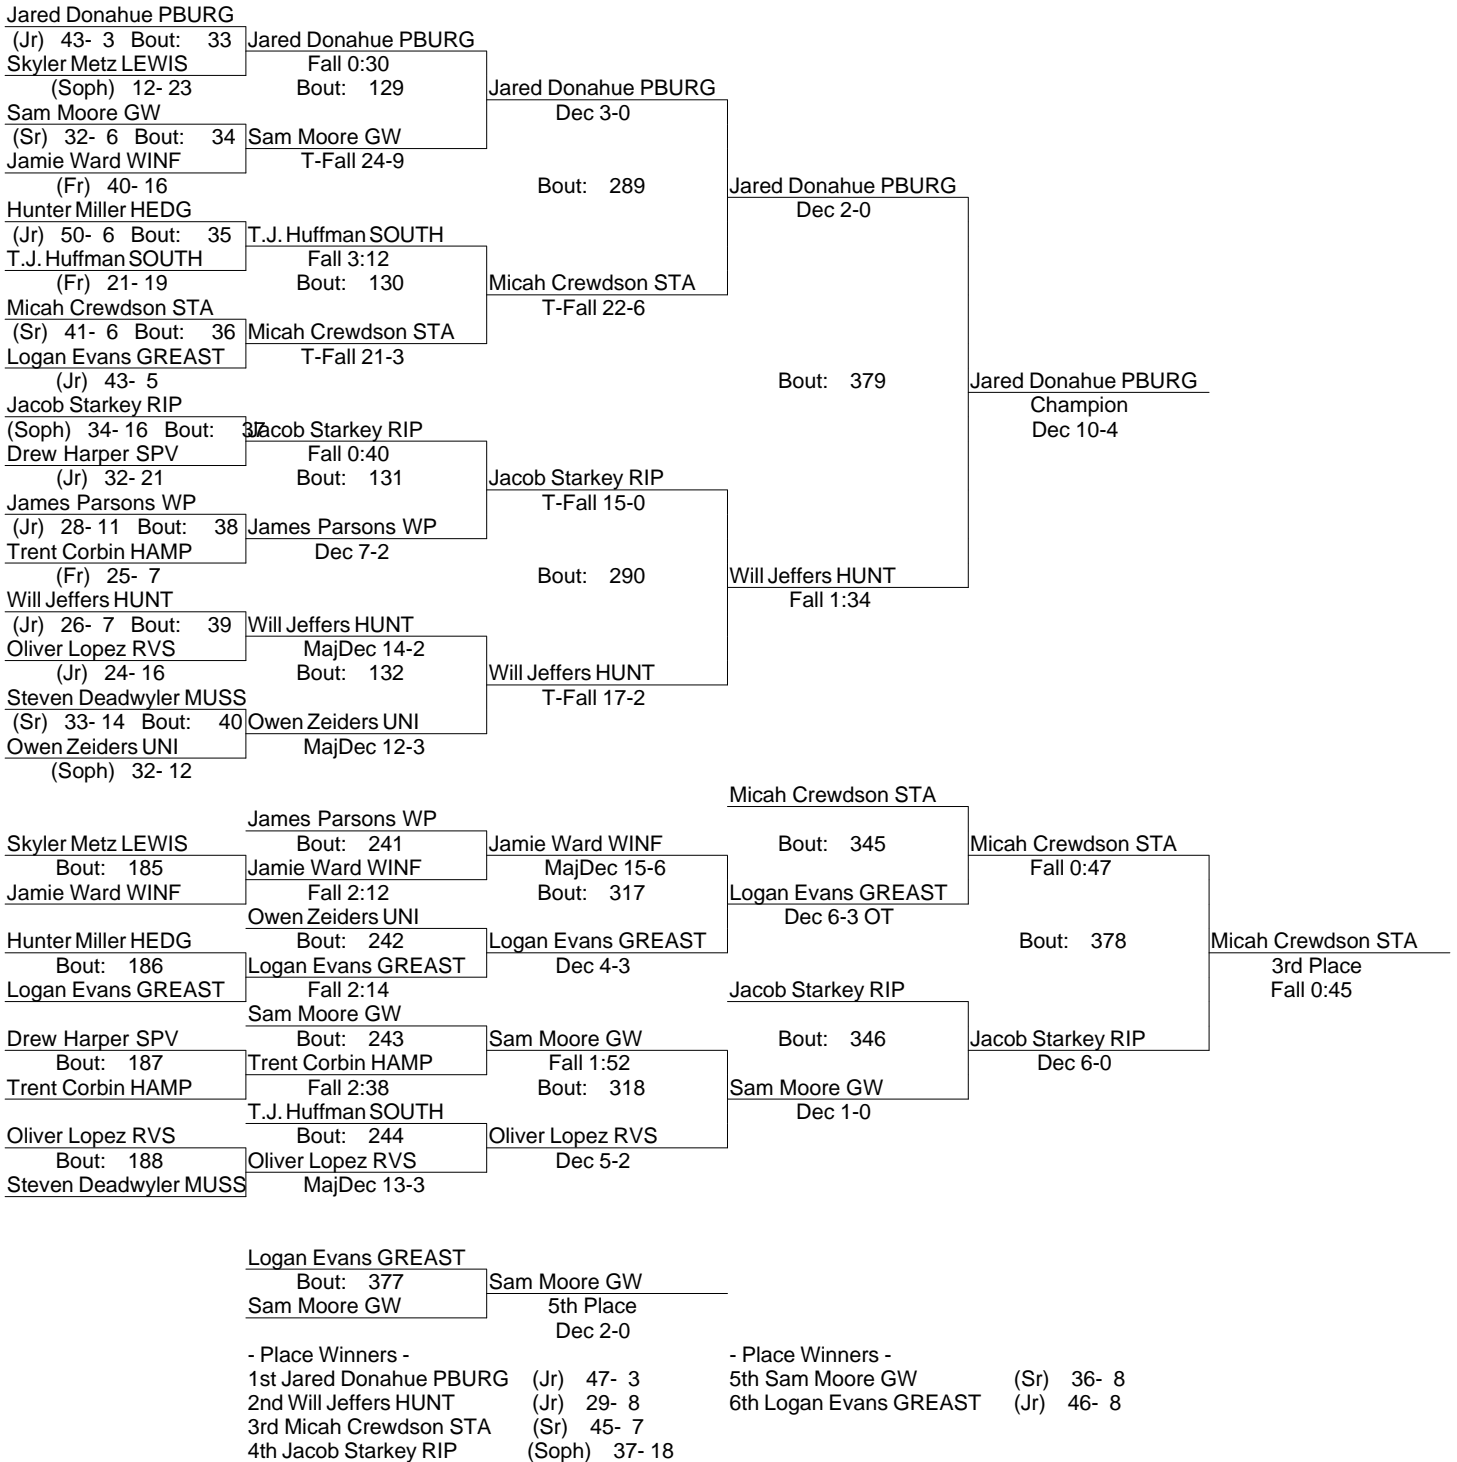 Jared Donahue PBURG
(Jr) 43- 3 Bout: 33 Jared Donahue PBURG
Skyler Metz LEWIS Fall 0:30
(Soph) 12- 23 Bout: 129 Jared Donahue PBURG
Sam Moore GW Dec 3-0
(Sr) 32- 6 Bout: 34 Sam Moore GW
Jamie Ward WINF T-Fall 24-9
(Fr) 40- 16 Bout: 289 Jared Donahue PBURG
Hunter Miller HEDG Dec 2-0
(Jr) 50- 6 Bout: 35 T.J. Huffman SOUTH
T.J. Huffman SOUTH Fall 3:12
(Fr) 21- 19 Bout: 130 Micah Crewdson STA
Micah Crewdson STA T-Fall 22-6
(Sr) 41- 6 Bout: 36 Micah Crewdson STA
Logan Evans GREAST T-Fall 21-3
(Jr) 43- 5 Bout: 379 Jared Donahue PBURG
Jacob Starkey RIP Champion
(Soph) 34- 16 Bout: 37 Jacob Starkey RIP Dec 10-4
Drew Harper SPV Fall 0:40
(Jr) 32- 21 Bout: 131 Jacob Starkey RIP
James Parsons WP T-Fall 15-0
(Jr) 28- 11 Bout: 38 James Parsons WP
Trent Corbin HAMP Dec 7-2
(Fr) 25- 7 Bout: 290 Will Jeffers HUNT
Will Jeffers HUNT Fall 1:34
(Jr) 26- 7 Bout: 39 Will Jeffers HUNT
Oliver Lopez RVS MajDec 14-2
(Jr) 24- 16 Bout: 132 Will Jeffers HUNT
Steven Deadwyler MUSS T-Fall 17-2
(Sr) 33- 14 Bout: 40 Owen Zeiders UNI
Owen Zeiders UNI MajDec 12-3
(Soph) 32- 12
Micah Crewdson STA
James Parsons WP
Skyler Metz LEWIS Bout: 241 Jamie Ward WINF Bout: 345 Micah Crewdson STA
Bout: 185 Jamie Ward WINF MajDec 15-6 Fall 0:47
Jamie Ward WINF Fall 2:12 Bout: 317 Logan Evans GREAST
Owen Zeiders UNI Dec 6-3 OT
Hunter Miller HEDG Bout: 242 Logan Evans GREAST Bout: 378 Micah Crewdson STA
Bout: 186 Logan Evans GREAST Dec 4-3 3rd Place
Logan Evans GREAST Fall 2:14 Jacob Starkey RIP Fall 0:45
Sam Moore GW
Drew Harper SPV Bout: 243 Sam Moore GW Bout: 346 Jacob Starkey RIP
Bout: 187 Trent Corbin HAMP Fall 1:52 Dec 6-0
Trent Corbin HAMP Fall 2:38 Bout: 318 Sam Moore GW
T.J. Huffman SOUTH Dec 1-0
Oliver Lopez RVS Bout: 244 Oliver Lopez RVS
Bout: 188 Oliver Lopez RVS Dec 5-2
Steven Deadwyler MUSS MajDec 13-3
Logan Evans GREAST
Bout: 377 Sam Moore GW
Sam Moore GW 5th Place
Dec 2-0
- Place Winners - - Place Winners -
1st Jared Donahue PBURG (Jr) 47- 3 5th Sam Moore GW (Sr) 36- 8
2nd Will Jeffers HUNT (Jr) 29- 8 6th Logan Evans GREAST (Jr) 46- 8
3rd Micah Crewdson STA (Sr) 45- 7
4th Jacob Starkey RIP (Soph) 37- 18